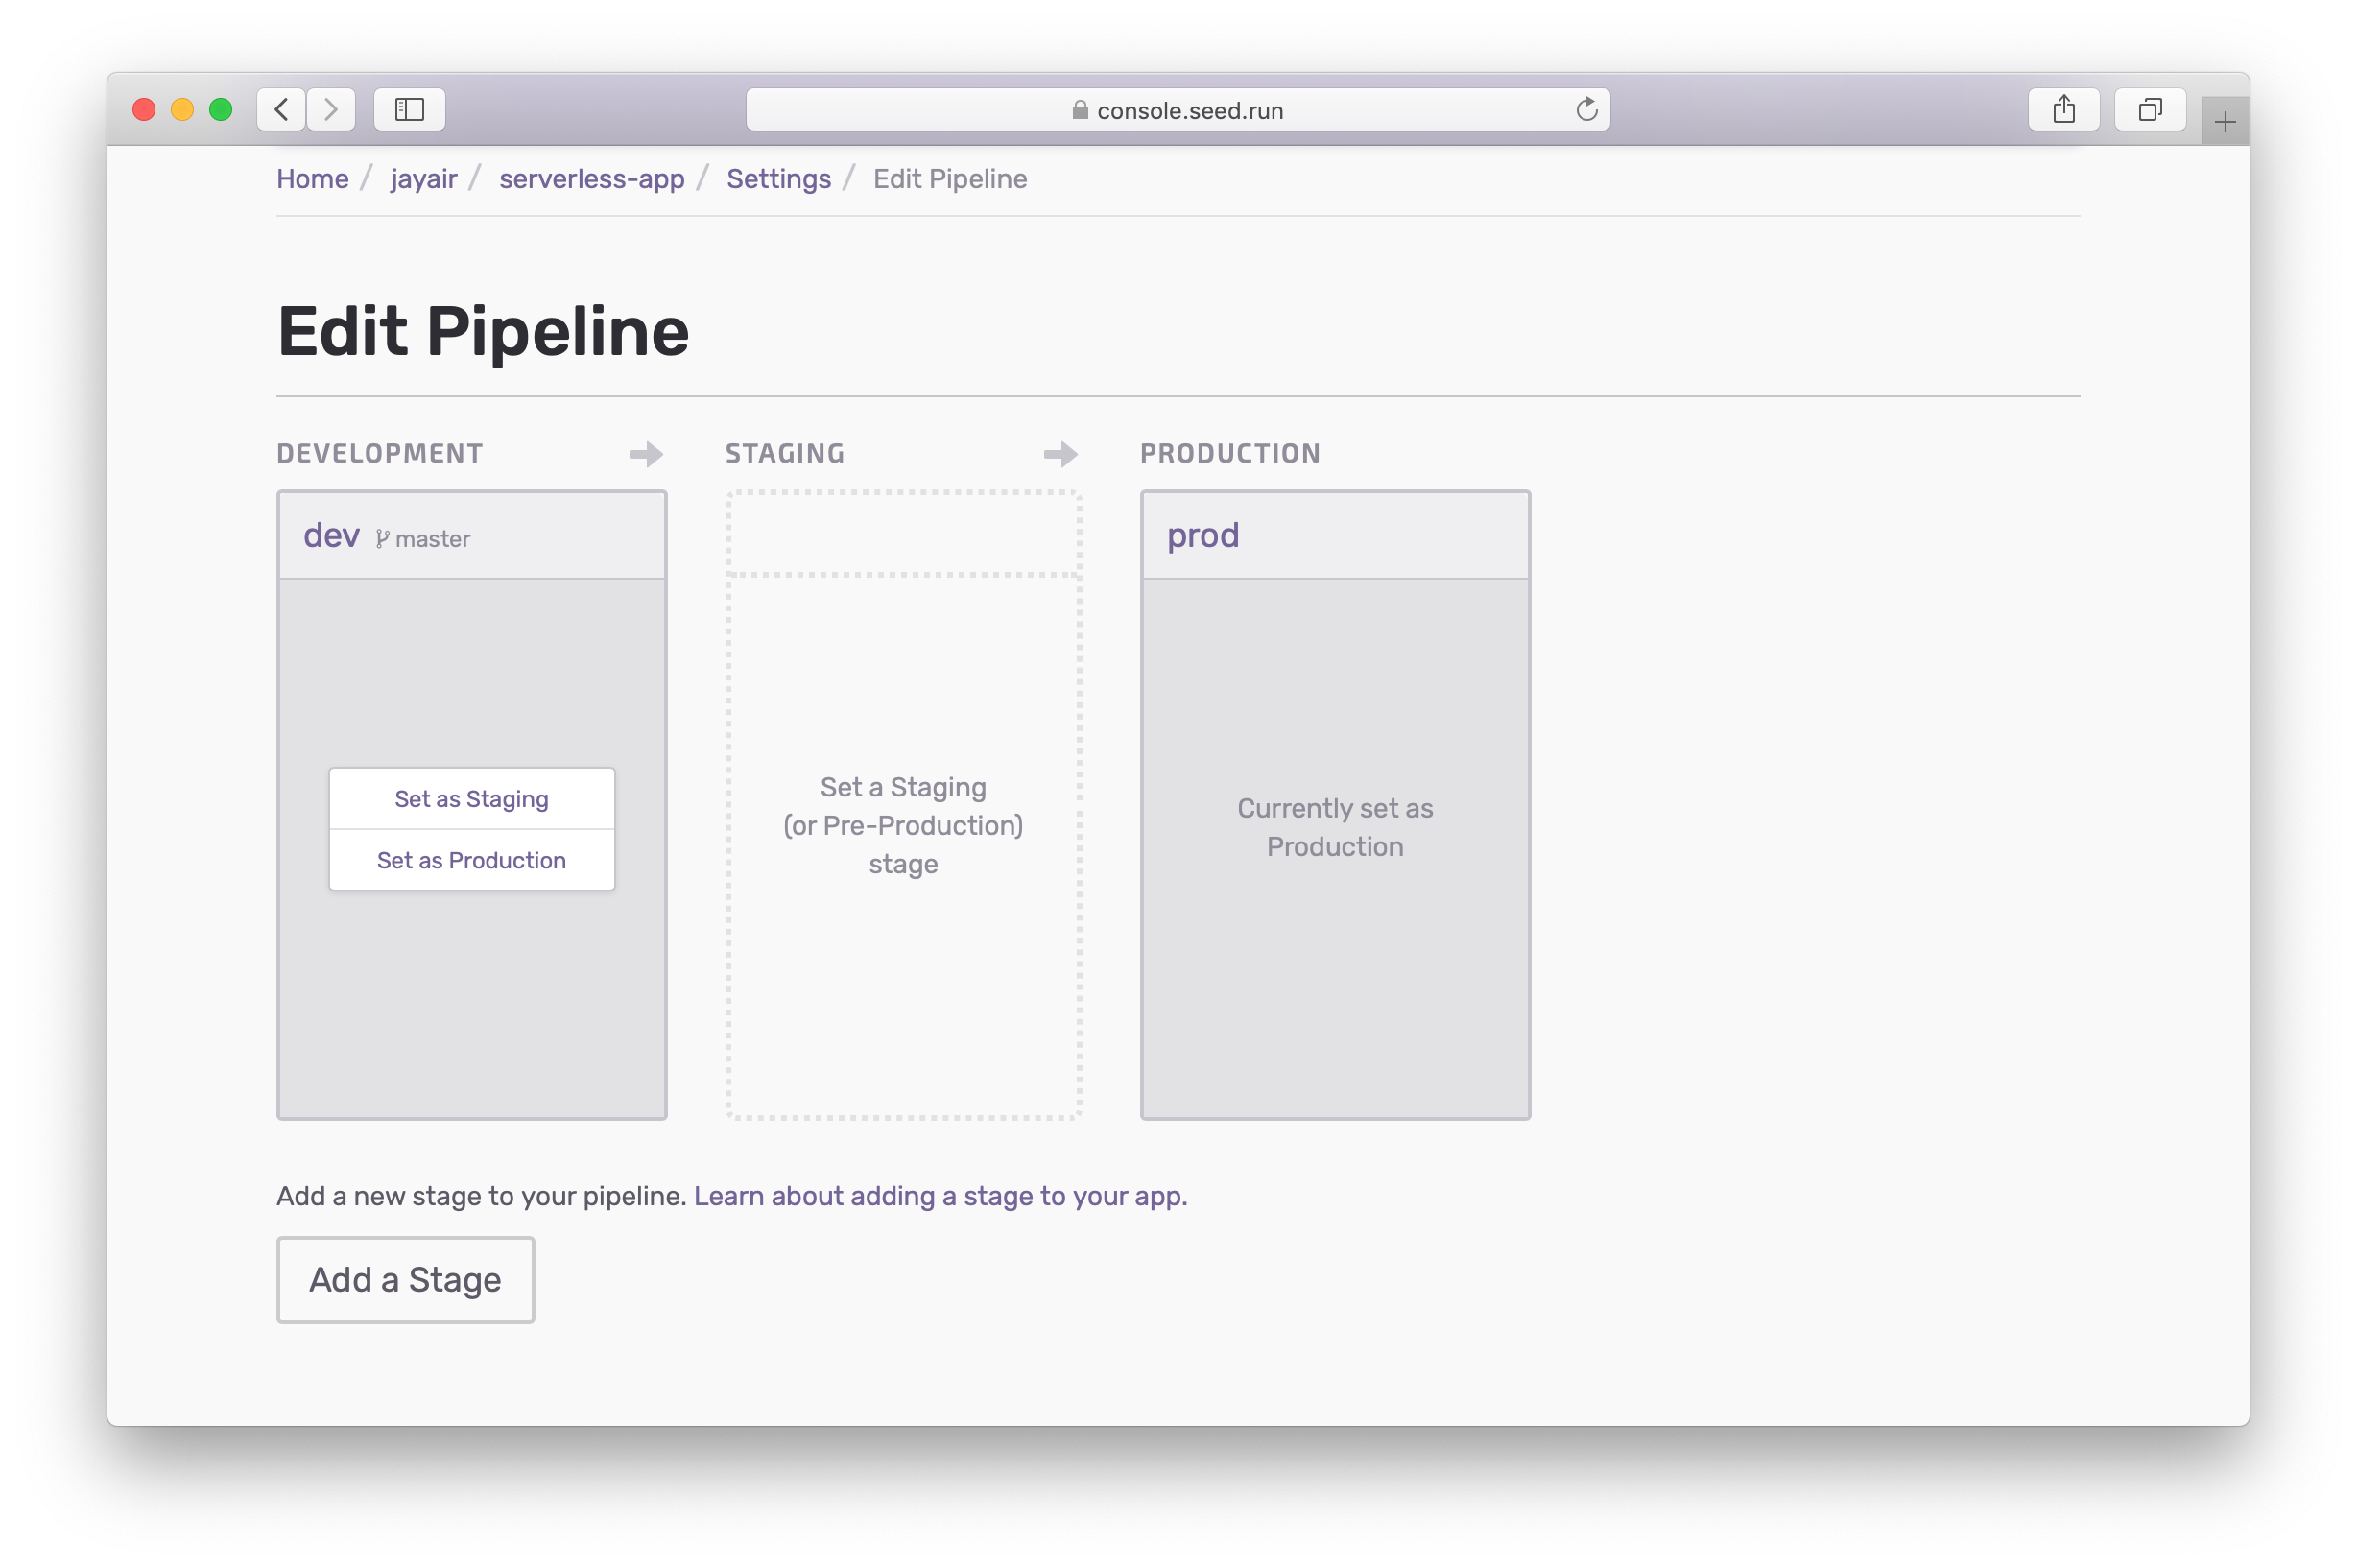 console.seed.run
Home / jayair / serverless-app / Settings / Edit Pipeline
Edit Pipeline
DEVELOPMENT
STAGING
PRODUCTION
dev master
prod
Set as Staging
Set as Production
Set a Staging
(or Pre-Production)
stage
Currently set as
Production
Add a new stage to your pipeline. Learn about adding a stage to your app.
Add a Stage